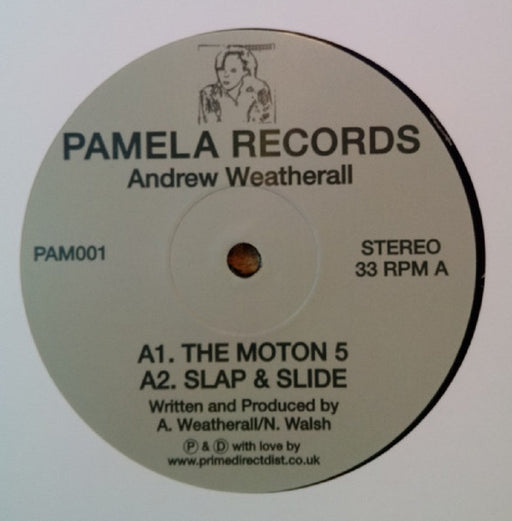 PAMELA RECORDS
Andrew Weatherall
PAM001
STEREO
33 RPM A
A1. THE MOTON 5
A2. SLAP & SLIDE
Written and Produced by
A. Weatherall/N. Walsh
Ⓟ & Ⓓ with love by
www.primedirectdist.co.uk